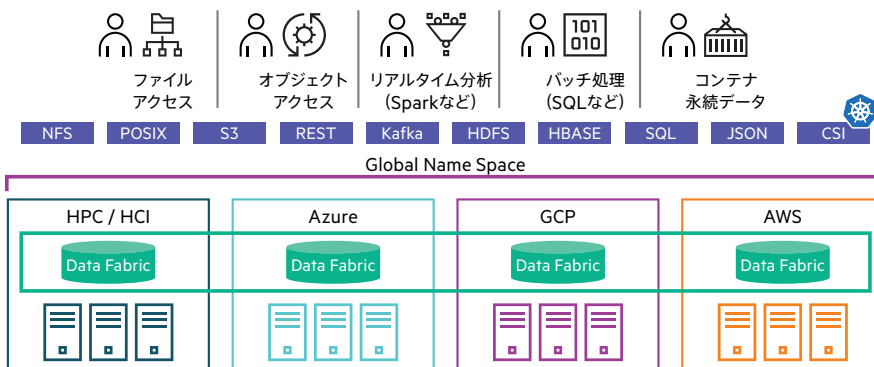 101
010
ファイル
アクセス
オブジェクト
アクセス
リアルタイム分析
(Sparkなど)
バッチ処理
(SQLなど)
コンテナ
永続データ
NFS POSIX S3 REST Kafka HDFS HBASE SQL JSON CSI
Global Name Space
HPC / HCI Azure GCP AWS
Data Fabric Data Fabric Data Fabric Data Fabric